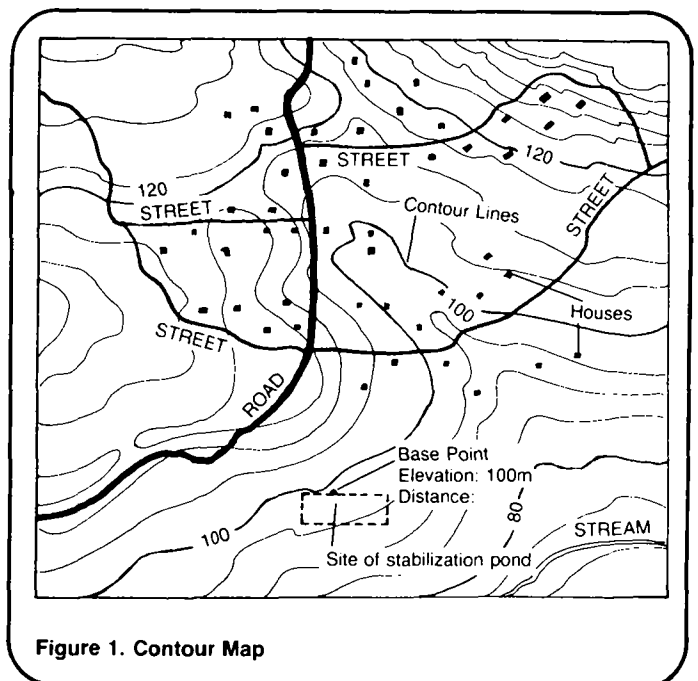 STREET
120
120
STREET
Contour Lines
STREET
100
Houses
STREET
ROAD
Base Point
Elevation: 100m
Distance:
80
100
STREAM
Site of stabilization pond
Figure 1. Contour Map